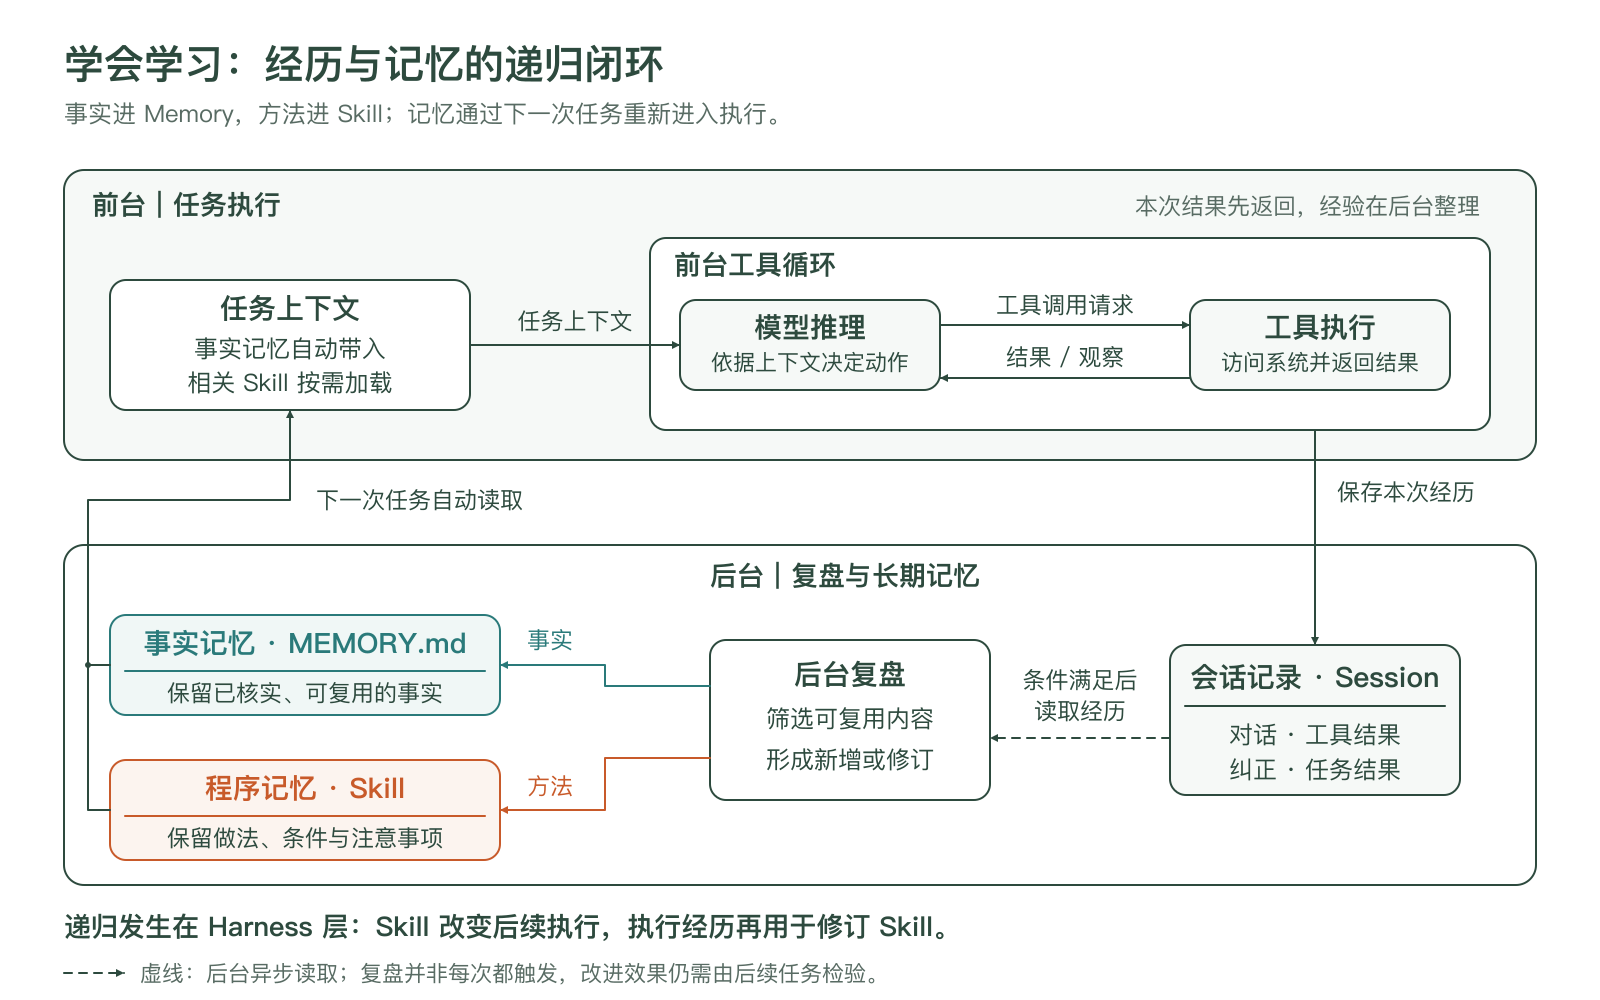 学会学习：经历与记忆的递归闭环
事实进 Memory，方法进 Skill；记忆通过下一次任务重新进入执行。
前台｜任务执行
本次结果先返回，经验在后台整理
任务上下文
事实记忆自动带入
相关 Skill 按需加载
任务上下文
前台工具循环
模型推理
依据上下文决定动作
工具调用请求
结果 / 观察
工具执行
访问系统并返回结果
下一次任务自动读取
保存本次经历
后台｜复盘与长期记忆
事实记忆 · MEMORY.md
保留已核实、可复用的事实
事实
程序记忆 · Skill
保留做法、条件与注意事项
方法
后台复盘
筛选可复用内容
形成新增或修订
条件满足后
读取经历
会话记录 · Session
对话 · 工具结果
纠正 · 任务结果
递归发生在 Harness 层：Skill 改变后续执行，执行经历再用于修订 Skill。
虚线：后台异步读取；复盘并非每次都触发，改进效果仍需由后续任务检验。